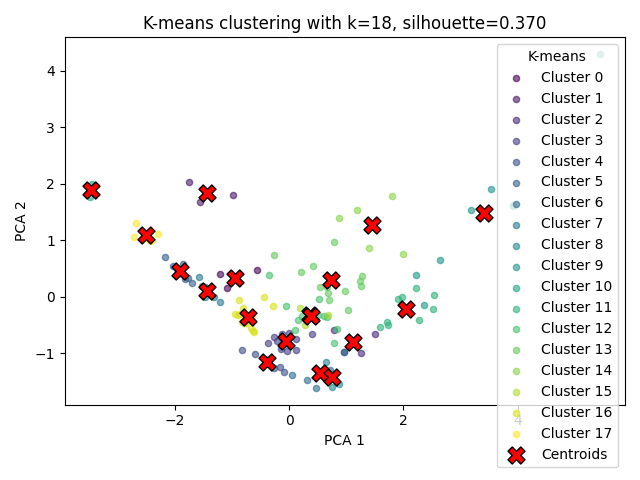 K-means clustering with k=18, silhouette=0.370
PCA 2
4
3
2
1
0
−1
−2
0
2
4
PCA 1
K-means
Cluster 0
Cluster 1
Cluster 2
Cluster 3
Cluster 4
Cluster 5
Cluster 6
Cluster 7
Cluster 8
Cluster 9
Cluster 10
Cluster 11
Cluster 12
Cluster 13
Cluster 14
Cluster 15
Cluster 16
Cluster 17
Centroids